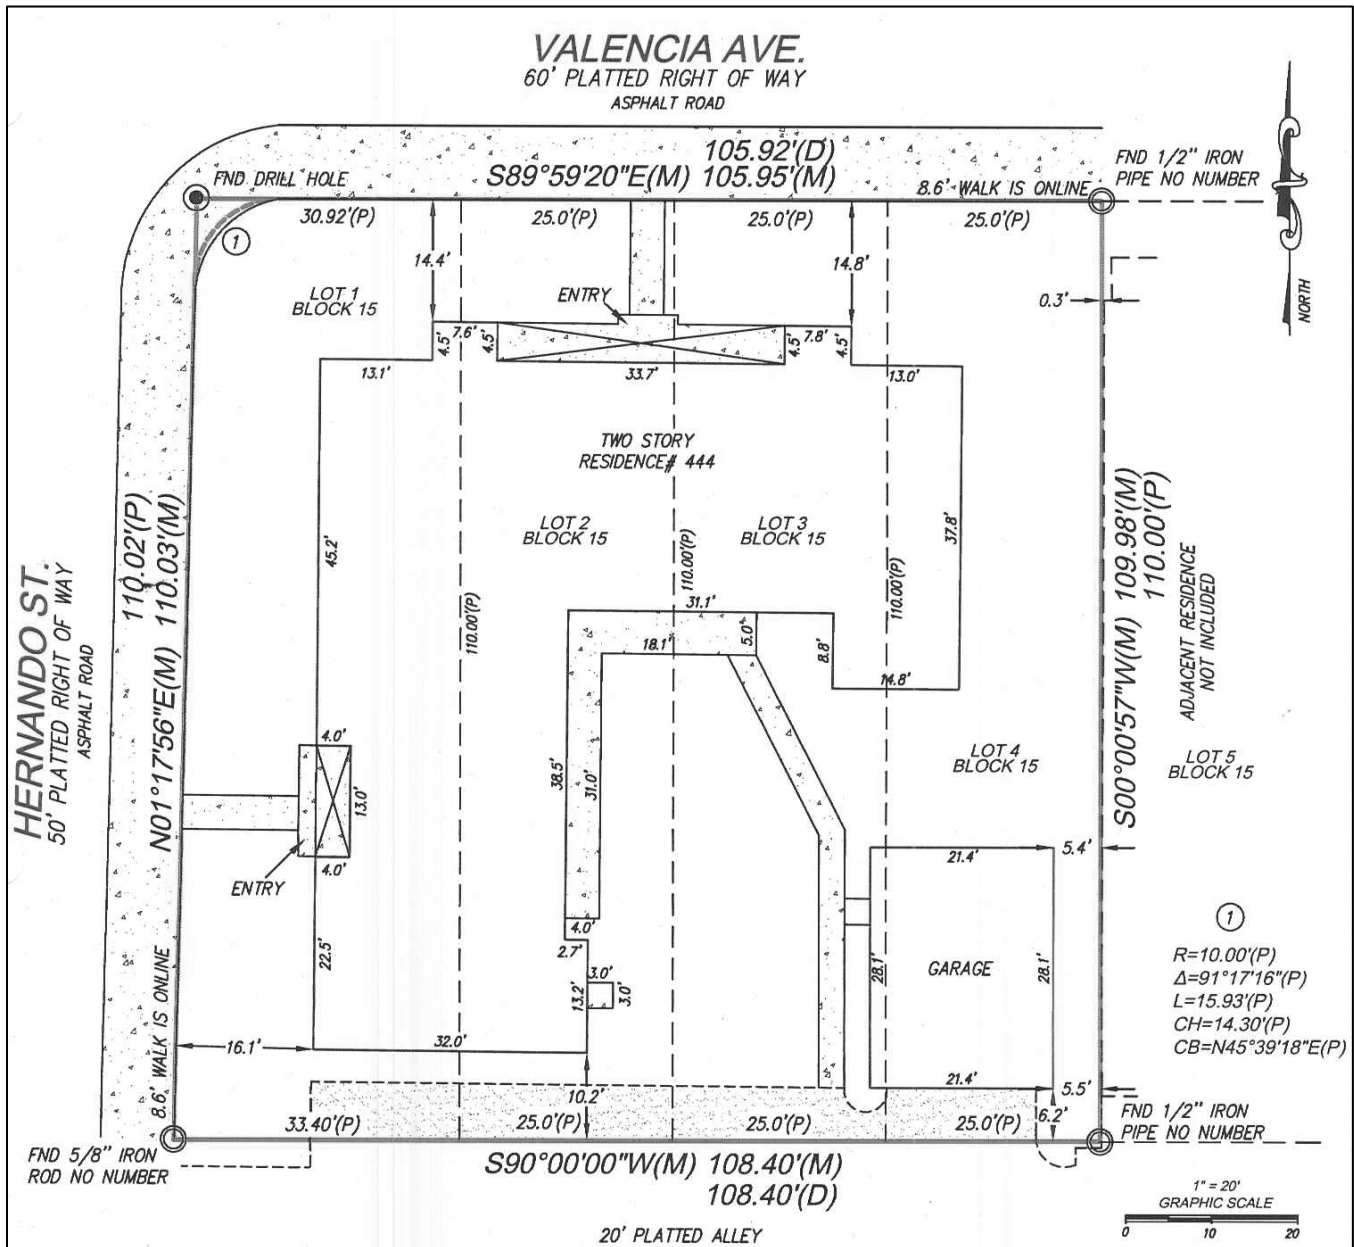 VALENCIA AVE.
60' PLATTED RIGHT OF WAY
ASPHALT ROAD
105.92'(D)
S89°59'20"E(M) 105.95'(M)
FND DRILL HOLE
8.6' WALK IS ONLINE
FND 1/2" IRON
PIPE NO NUMBER
30.92'(P)
25.0'(P)
25.0'(P)
25.0'(P)
1
14.4'
14.8'
0.3'
NORTH
LOT 1
BLOCK 15
ENTRY
7.6'
4.5'
4.5'
4.5'
7.8'
4.5'
13.1'
33.7'
13.0'
TWO STORY
RESIDENCE# 444
LOT 2
BLOCK 15
LOT 3
BLOCK 15
45.2'
37.8'
110.00'(P)
110.00'(P)
110.00'(P)
HERNANDO ST.
50' PLATTED RIGHT OF WAY
ASPHALT ROAD
110.02'(P)
N01°17'56"E(M) 110.03'(M)
S00°00'57"W(M) 109.98'(M)
110.00'(P)
ADJACENT RESIDENCE
NOT INCLUDED
31.1'
18.1'
5.0'
8.8'
14.8'
LOT 4
BLOCK 15
LOT 5
BLOCK 15
4.0'
13.0'
4.0'
ENTRY
38.5'
31.0'
21.4'
5.4'
4.0'
2.7'
3.0'
3.0'
13.2'
22.5'
28.1'
GARAGE
28.1'
1
R=10.00'(P)
Δ=91°17'16"(P)
L=15.93'(P)
CH=14.30'(P)
CB=N45°39'18"E(P)
8.6' WALK IS ONLINE
16.1'
32.0'
10.2'
21.4'
5.5'
6.2'
33.40'(P)
25.0'(P)
25.0'(P)
25.0'(P)
FND 1/2" IRON
PIPE NO NUMBER
FND 5/8" IRON
ROD NO NUMBER
S90°00'00"W(M) 108.40'(M)
108.40'(D)
20' PLATTED ALLEY
1" = 20'
GRAPHIC SCALE
0 10 20